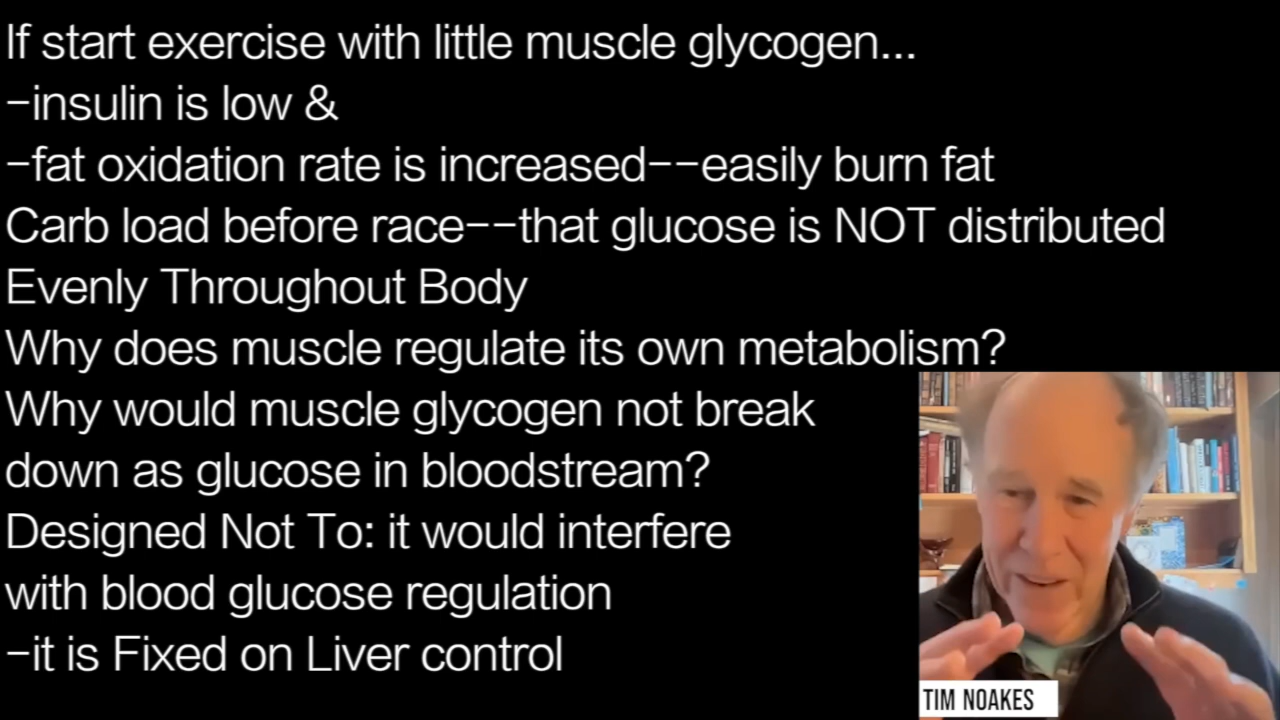 If start exercise with little muscle glycogen...
-insulin is low &
-fat oxidation rate is increased--easily burn fat
Carb load before race--that glucose is NOT distributed
Evenly Throughout Body
Why does muscle regulate its own metabolism?
Why would muscle glycogen not break
down as glucose in bloodstream?
Designed Not To: it would interfere
with blood glucose regulation
-it is Fixed on Liver control
TIM NOAKES